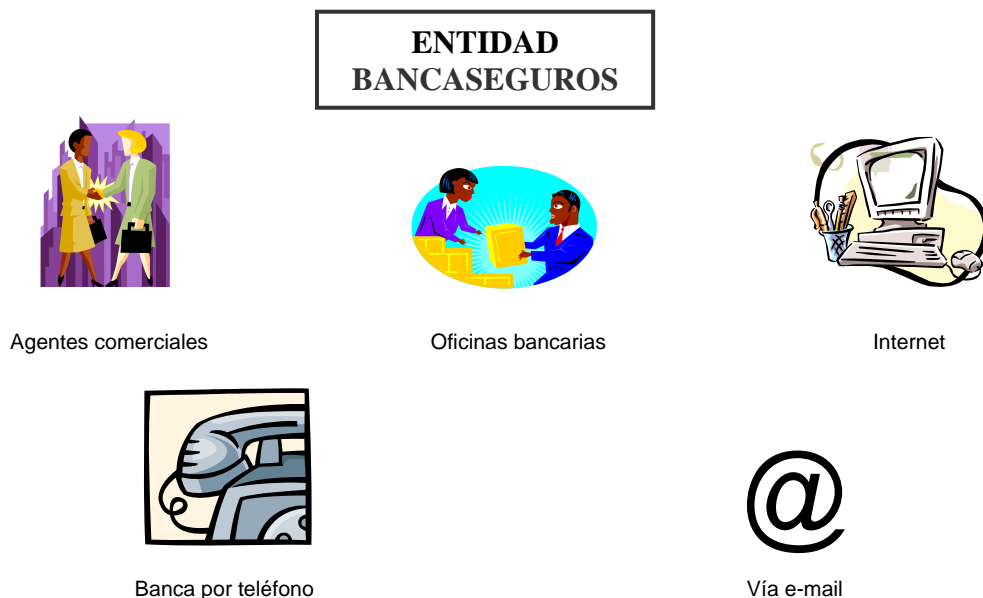 ENTIDAD
BANCASEGUROS
Agentes comerciales
Oficinas bancarias
Internet
@
Banca por teléfono
Vía e-mail